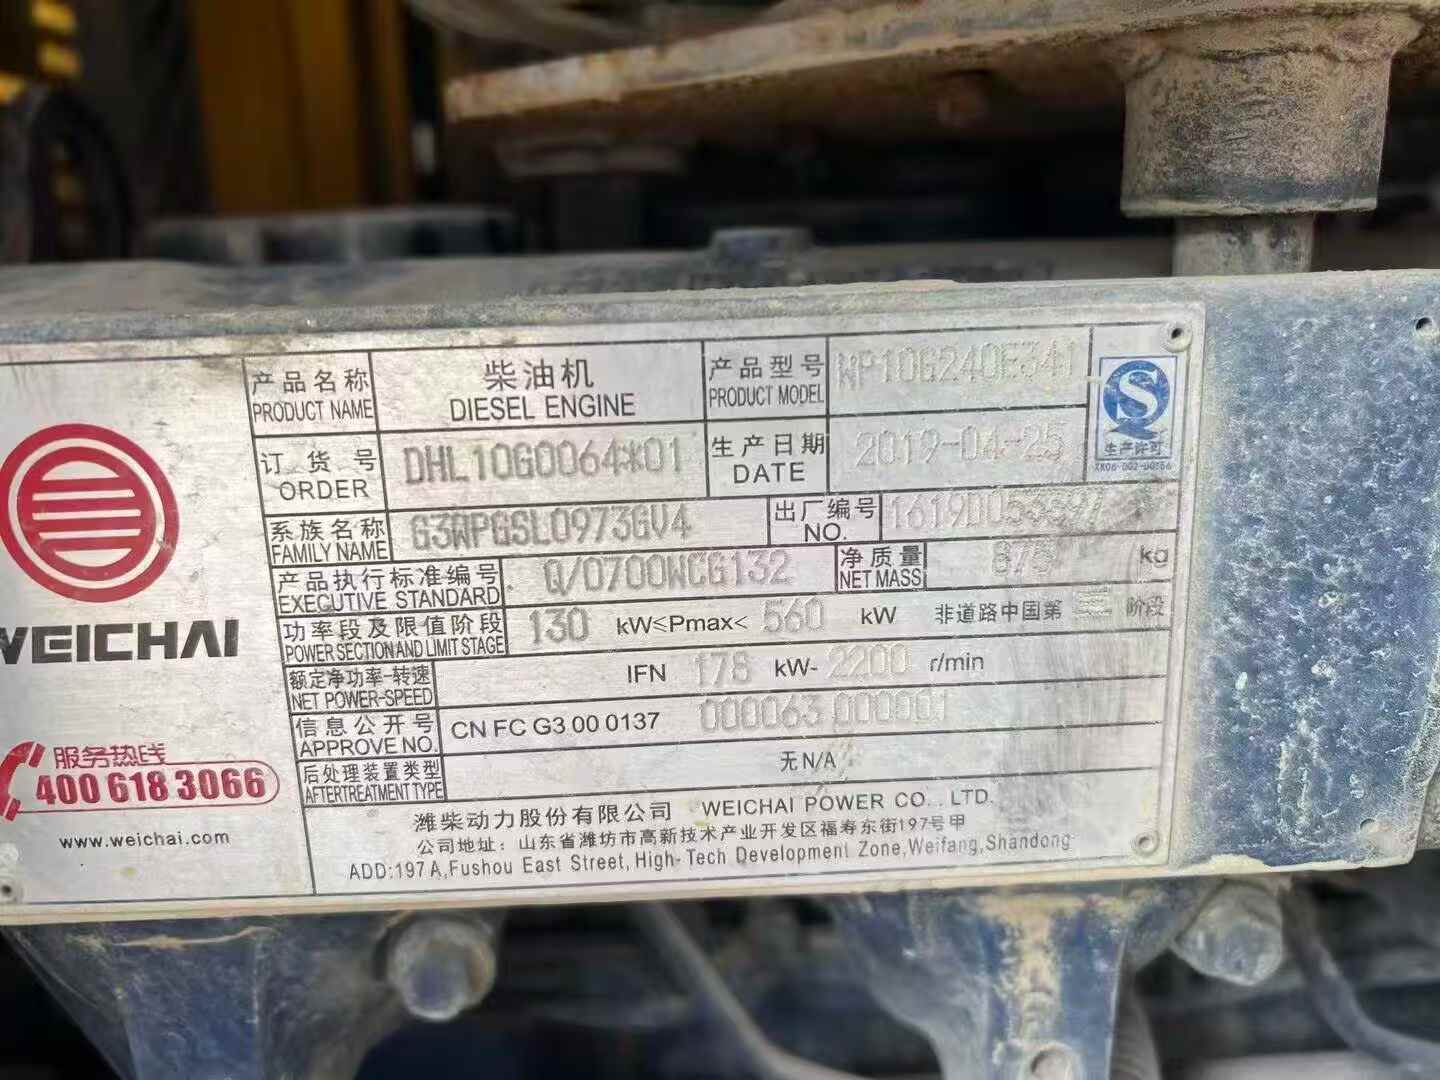 产品名称 柴油机 产品型号 WP10G240E341
PRODUCT NAME DIESEL ENGINE PRODUCT MODEL
订货号 DHL10G0064*01 生产日期 2019-04-25
ORDER DATE
生产许可
XK06-002-00166
系族名称 G3WPGSL0973GV4 出厂编号
FAMILY NAME NO.
产品执行标准编号 Q/0700WCG132 净质量 875 kg
EXECUTIVE STANDARD NET MASS
功率段及限值阶段 130 kW≤Pmax< 560 kW 非道路中国第 三 阶段
POWER SECTION AND LIMIT STAGE
额定净功率-转速 IFN 178 kW- 2200 r/min
NET POWER-SPEED
信息公开号 CN FC G3 00 0137 000063 000001
APPROVE NO.
后处理装置类型 无N/A
AFTERTREATMENT TYPE
潍柴动力股份有限公司 WEICHAI POWER CO., LTD.
公司地址：山东省潍坊市高新技术产业开发区福寿东街197号甲
ADD:197A,Fushou East Street, High-Tech Development Zone,Weifang,Shandong
WEICHAI
服务热线
400 618 3066
www.weichai.com